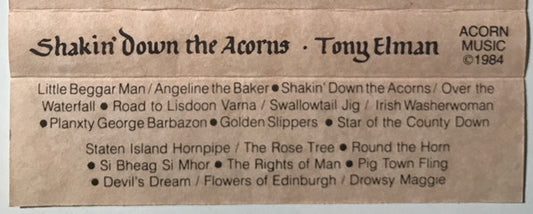 Shakin' Down the Acorns · Tony Elman
ACORN
MUSIC
©1984
Little Beggar Man / Angeline the Baker ● Shakin' Down the Acorns / Over the
Waterfall ● Road to Lisdoon Varna / Swallowtail Jig / Irish Washerwoman
● Planxty George Barbazon ● Golden Slippers ● Star of the County Down
Staten Island Hornpipe / The Rose Tree ● Round the Horn
● Si Bheag Si Mhor ● The Rights of Man ● Pig Town Fling
● Devil's Dream / Flowers of Edinburgh / Drowsy Maggie